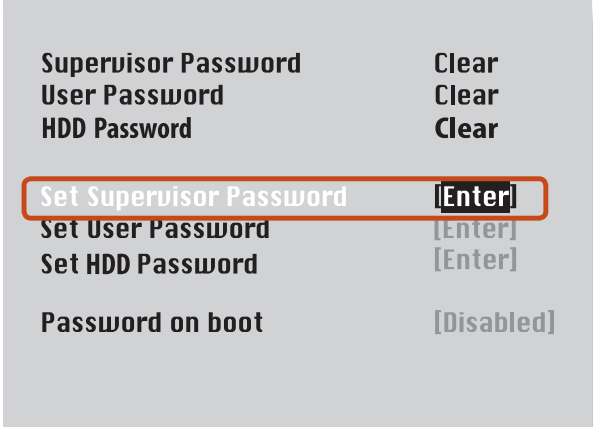 Supervisor Password Clear
User Password Clear
HDD Password Clear
Set Supervisor Password [Enter]
Set User Password [Enter]
Set HDD Password [Enter]
Password on boot [Disabled]